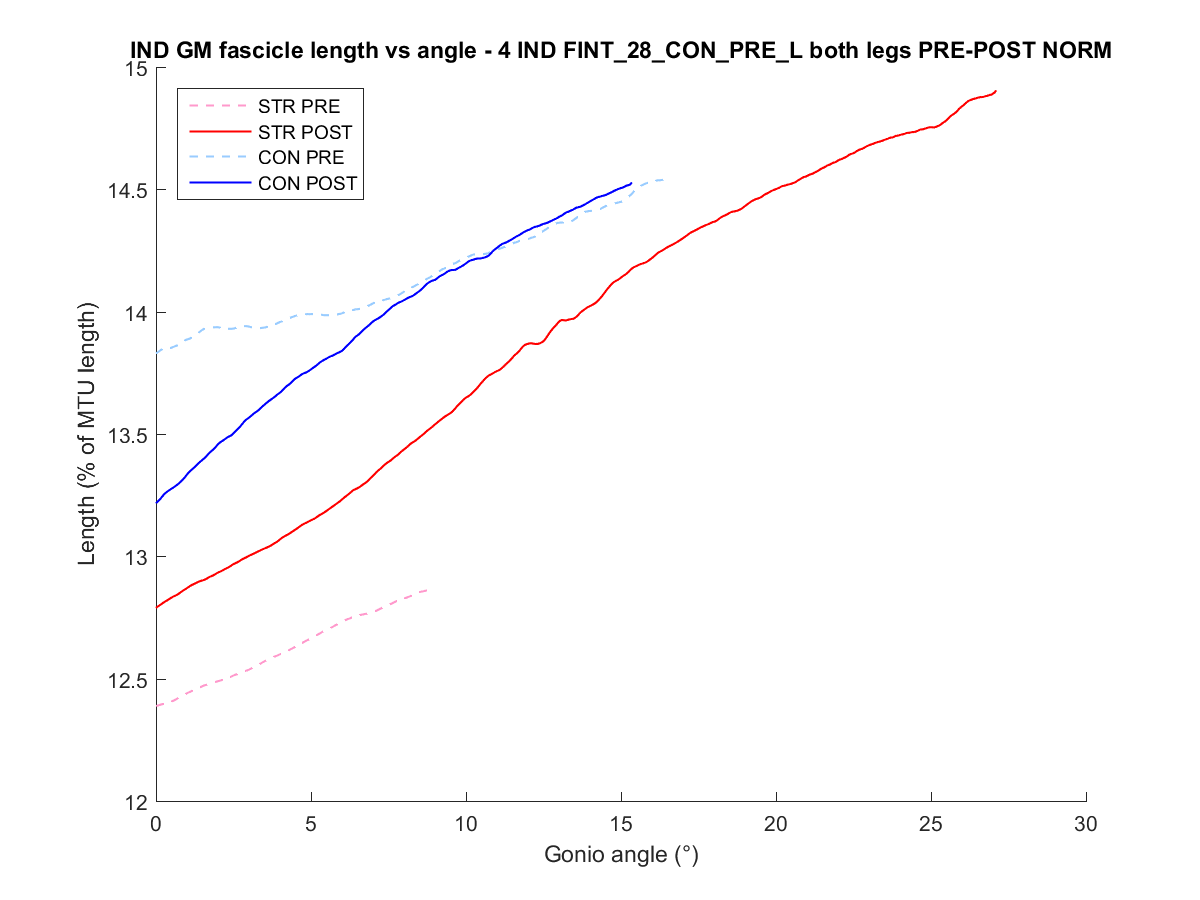 IND GM fascicle length vs angle - 4 IND FINT_28_CON_PRE_L both legs PRE-POST NORM
STR PRE
STR POST
CON PRE
CON POST
Length (% of MTU length)
15
14.5
14
13.5
13
12.5
12
0 5 10 15 20 25 30
Gonio angle (°)